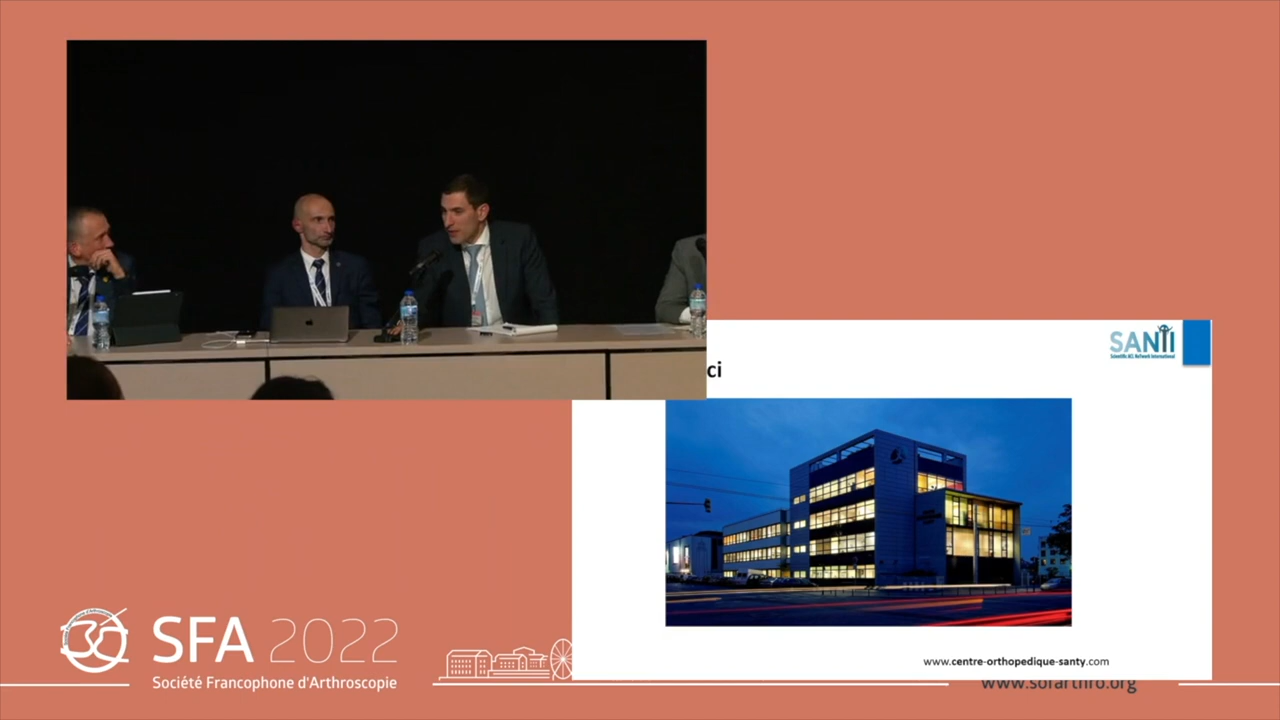 SANTI
Scientific ACL Network International
ci
www.centre-orthopedique-santy.com
30
SFA 2022
Société Francophone d'Arthroscopie
www.sofarthro.org